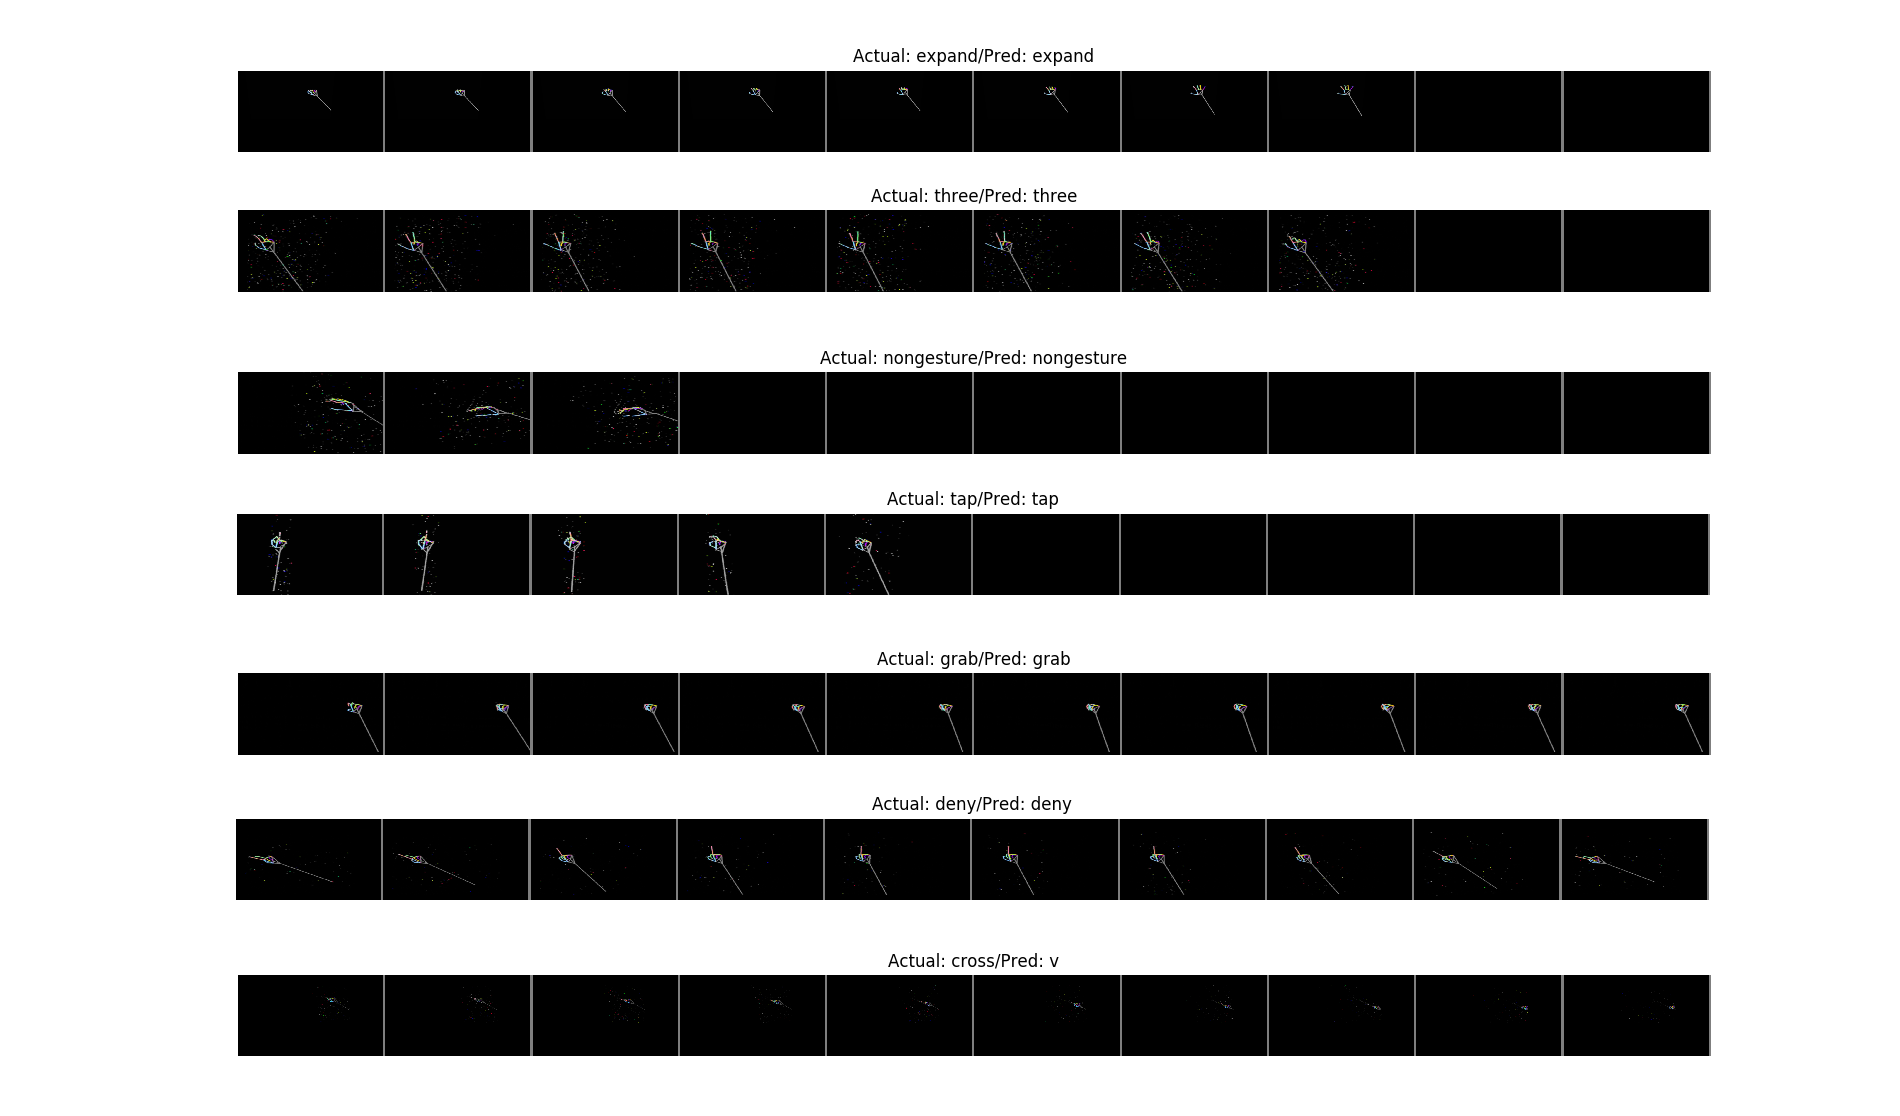 Actual: expand/Pred: expand
Actual: three/Pred: three
Actual: nongesture/Pred: nongesture
Actual: tap/Pred: tap
Actual: grab/Pred: grab
Actual: deny/Pred: deny
Actual: cross/Pred: v